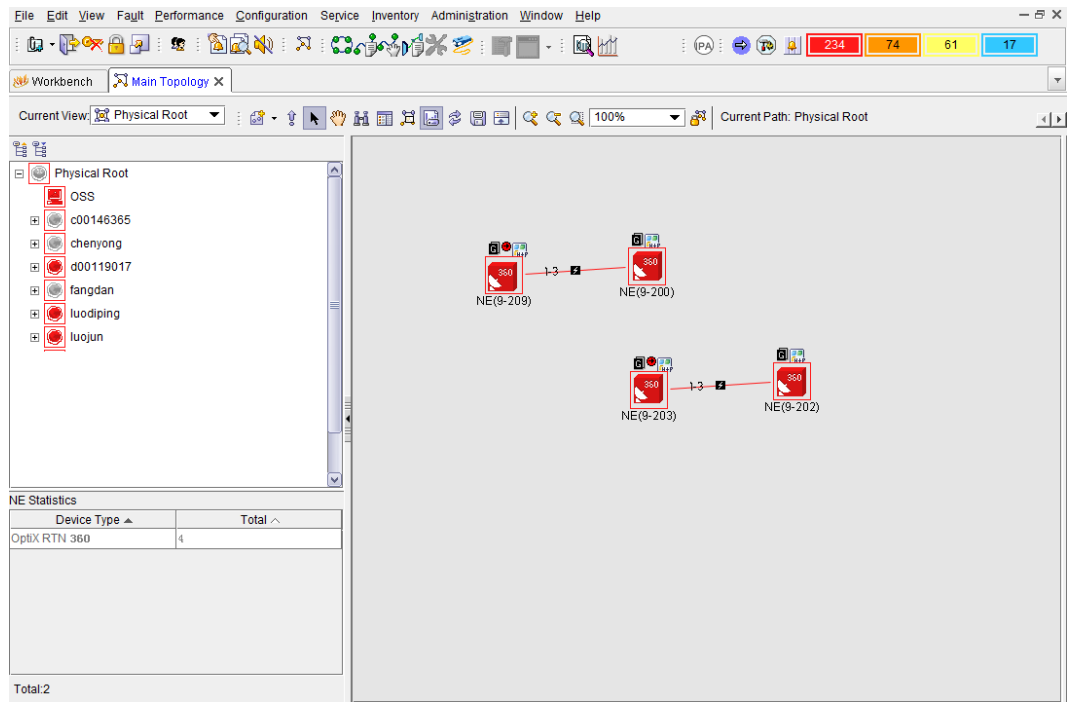 File Edit View Fault Performance Configuration Service Inventory Administration Window Help
PA 234 74 61 17
Workbench Main Topology
Current View: Physical Root 100% Current Path: Physical Root
Physical Root
OSS
c00146365
chenyong
d00119017
fangdan
luodiping
luojun
G H+P G H+P
360 1-3 360
NE(9-209) NE(9-200)
G H+P G H+P
360 1-3 360
NE(9-203) NE(9-202)
NE Statistics
Device Type Total
OptiX RTN 360 4
Total:2